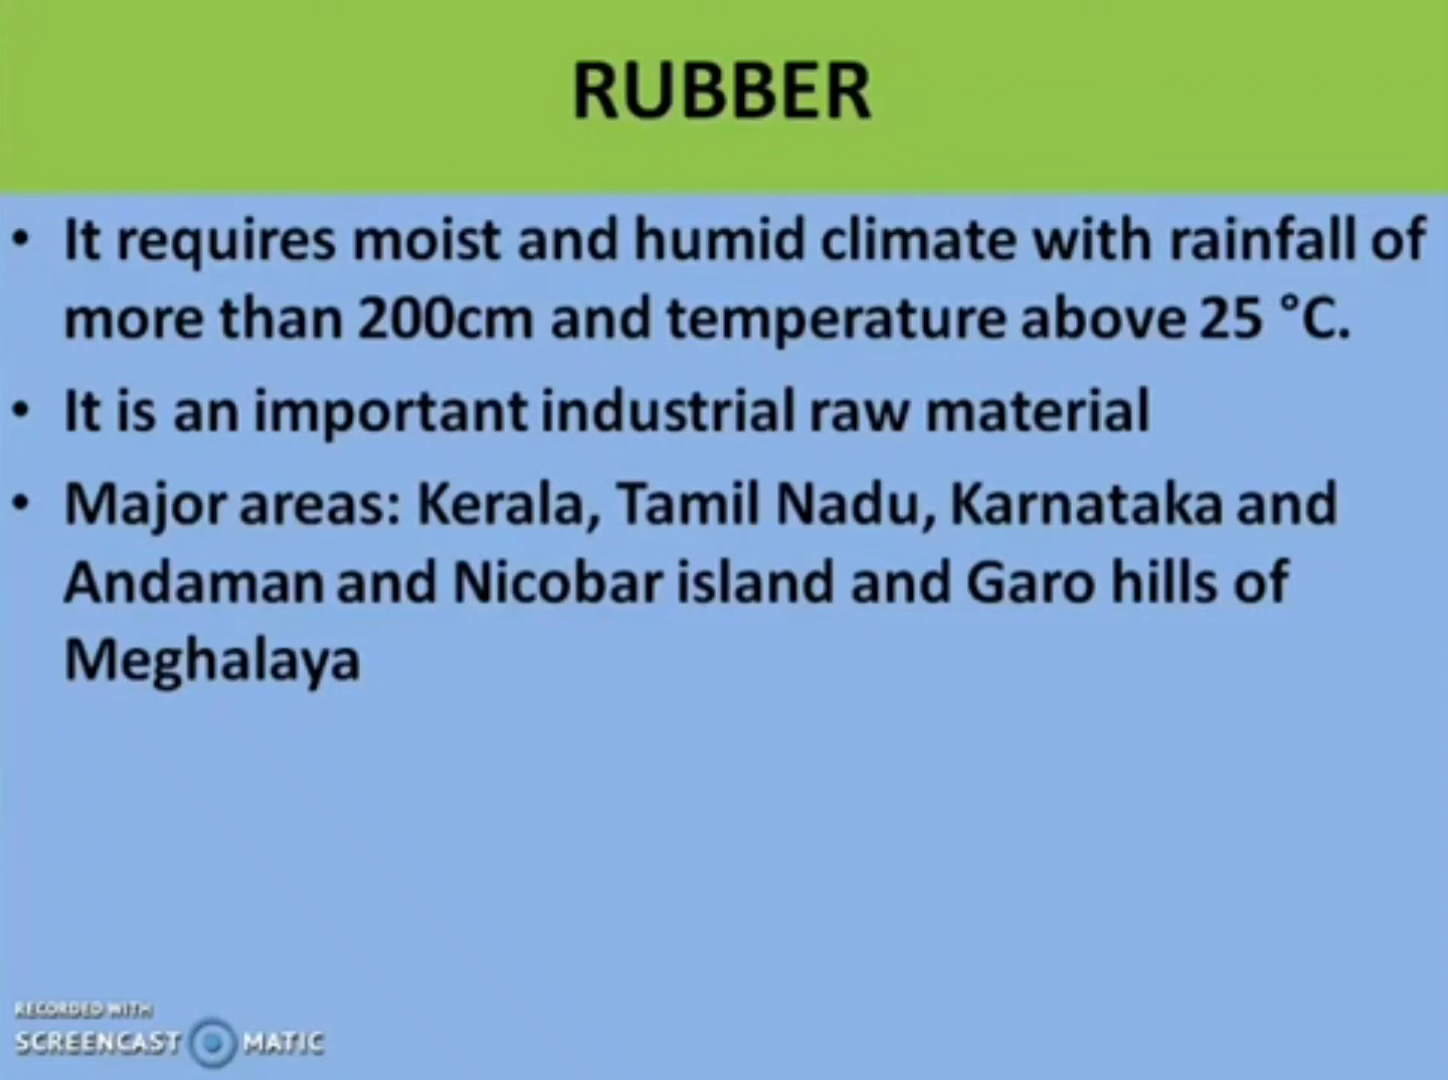 RUBBER
• It requires moist and humid climate with rainfall of
more than 200cm and temperature above 25 °C.
• It is an important industrial raw material
• Major areas: Kerala, Tamil Nadu, Karnataka and
Andaman and Nicobar island and Garo hills of
Meghalaya
RECORDED WITH
SCREENCAST MATIC